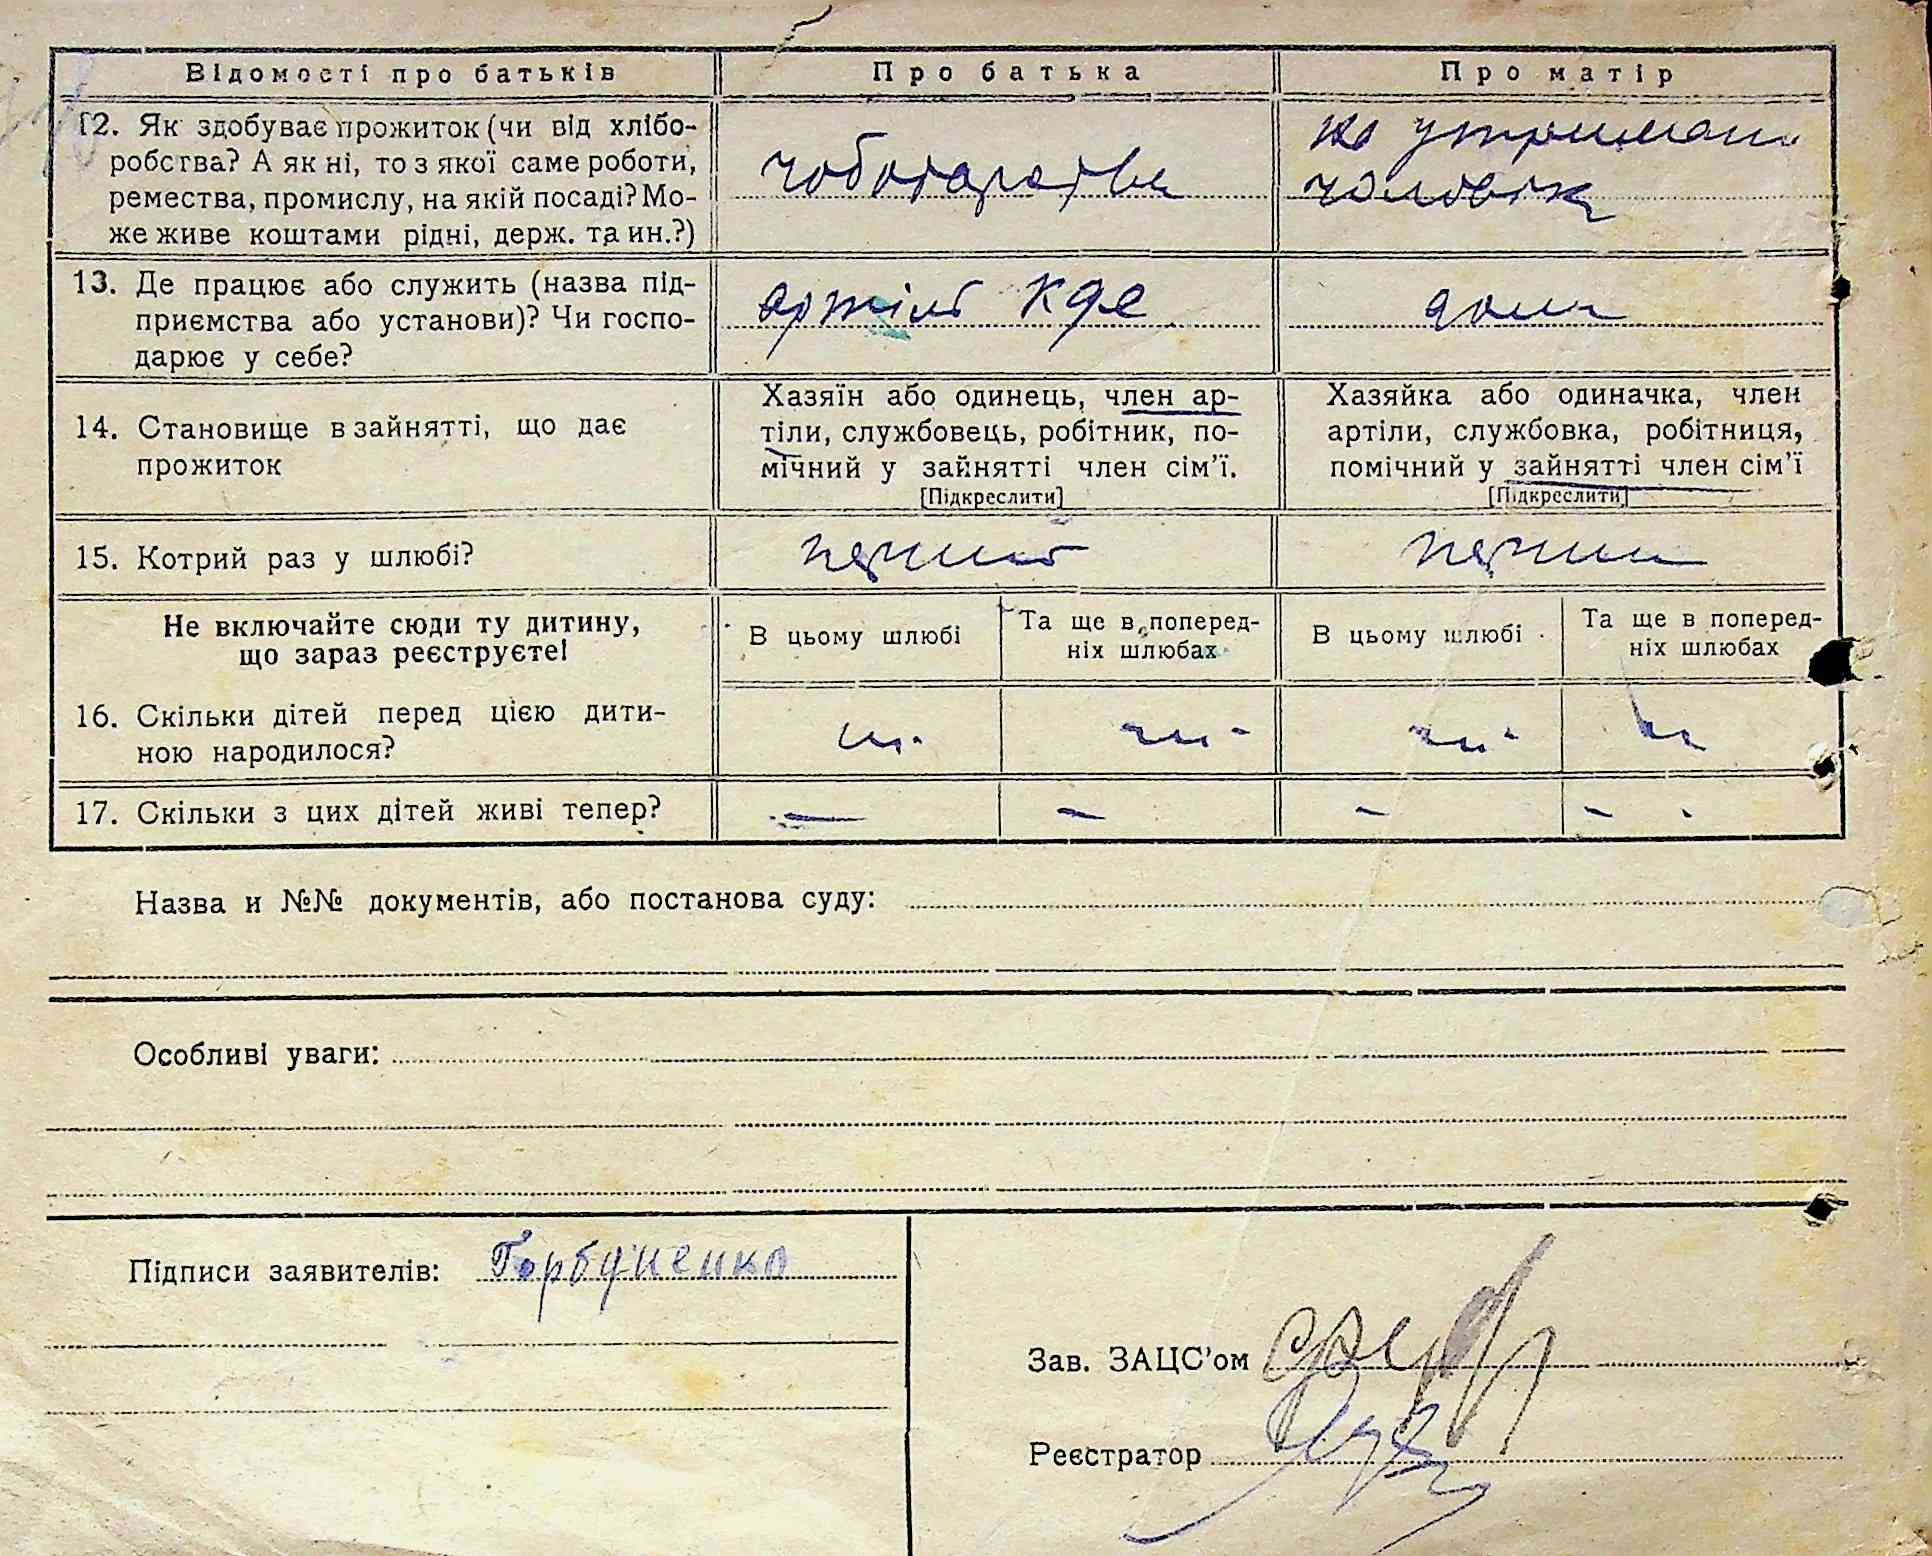 Відомості про батьків
Про батька
Про матір
12. Як здобуває прожиток (чи від хлібо-
робства? А як ні, то з якої саме роботи,
ремества, промислу, на якій посаді? Мо-
же живе коштами рідні, держ. та ин.?)
чоботарства
на утриман
чоловіка
13. Де працює або служить (назва під-
приємства або установи)? Чи госпо-
дарює у себе?
артіль
дома
14. Становище в зайнятті, що дає
прожиток
Хазяїн або одинець, член ар-
тіли, службовець, робітник, по-
мічний у зайнятті член сім'ї.
[Підкреслити]
Хазяйка або одиначка, член
артіли, службовка, робітниця,
помічний у зайнятті член сім'ї
[Підкреслити]
15. Котрий раз у шлюбі?
перший
перший
Не включайте сюди ту дитину,
що зараз реєструєте!
В цьому шлюбі
Та ще в поперед-
ніх шлюбах
В цьому шлюбі
Та ще в поперед-
ніх шлюбах
16. Скільки дітей перед цією дити-
ною народилося?
17. Скільки з цих дітей живі тепер?
– – – –
Назва и №№ документів, або постанова суду:
Особливі уваги:
Підписи заявителів: Горбуненко
Зав. ЗАЦС'ом
Реєстратор